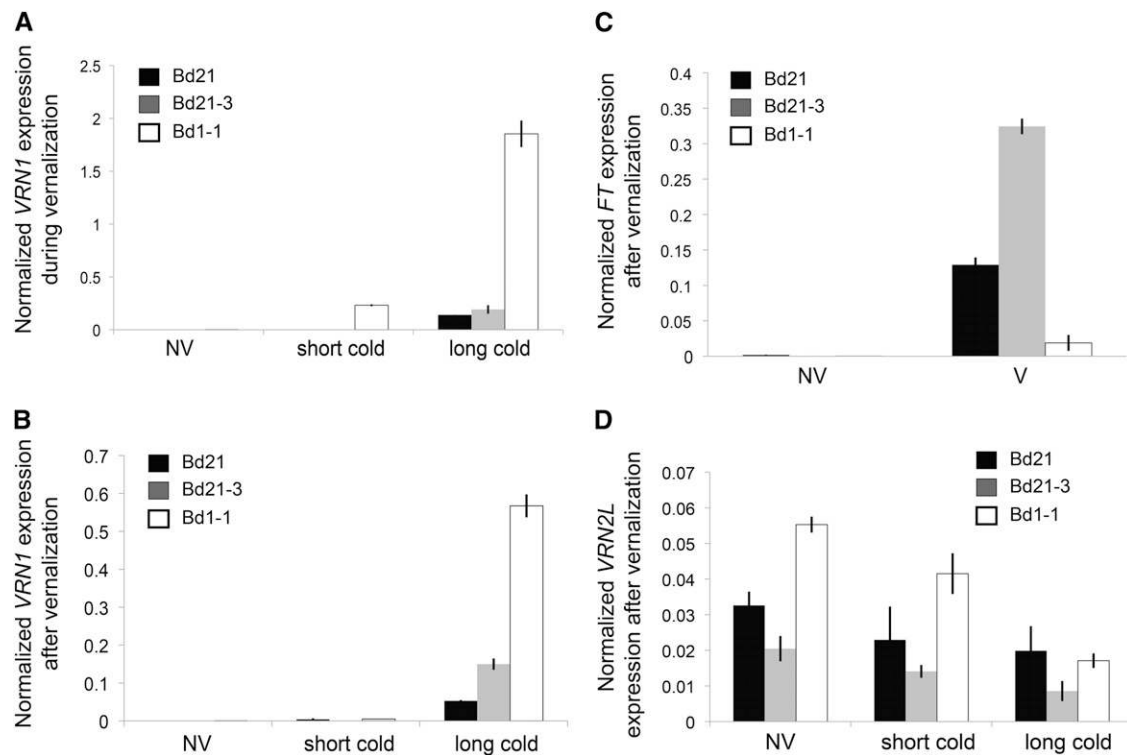 A
Normalized VRN1 expression
during vernalization
2.5
2
1.5
1
0.5
0
Bd21
Bd21-3
Bd1-1
NV
short cold
long cold
B
Normalized VRN1 expression
after vernalization
0.7
0.6
0.5
0.4
0.3
0.2
0.1
0
Bd21
Bd21-3
Bd1-1
NV
short cold
long cold
C
Normalized FT expression
after vernalization
0.4
0.35
0.3
0.25
0.2
0.15
0.1
0.05
0
Bd21
Bd21-3
Bd1-1
NV
V
D
Normalized VRN2L
expression after vernalization
0.07
0.06
0.05
0.04
0.03
0.02
0.01
0
Bd21
Bd21-3
Bd1-1
NV
short cold
long cold